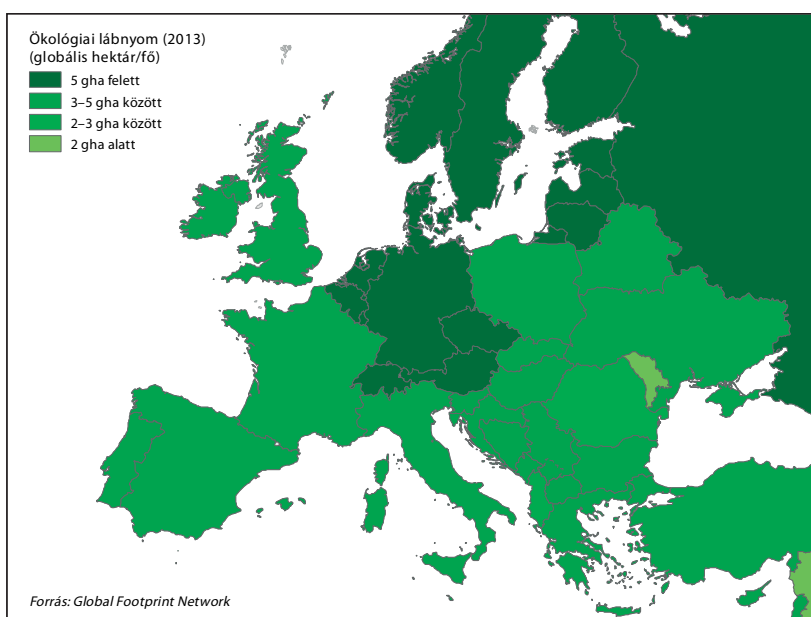 Ökológiai lábnyom (2013)
(globális hektár/fő)
5 gha felett
3–5 gha között
2–3 gha között
2 gha alatt
Forrás: Global Footprint Network